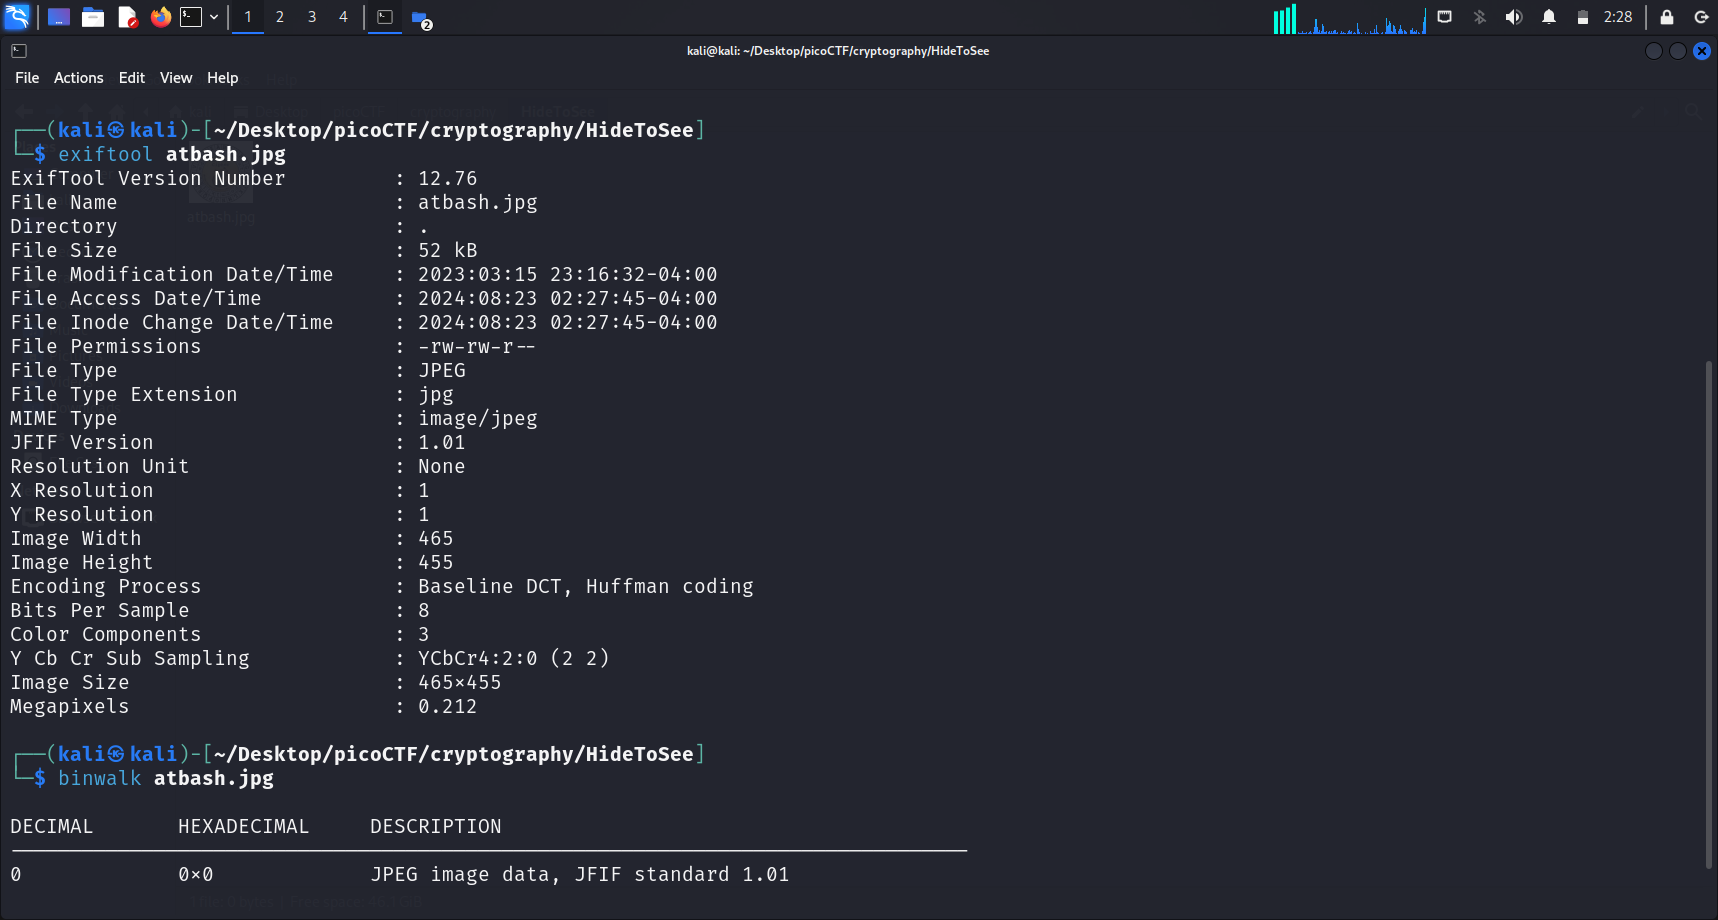 1 2 3 4 2 2:28
kali@kali: ~/Desktop/picoCTF/cryptography/HideToSee
File Actions Edit View Help
┌──(kali㉿kali)-[~/Desktop/picoCTF/cryptography/HideToSee]
└─$ exiftool atbash.jpg
ExifTool Version Number : 12.76
File Name : atbash.jpg
Directory : .
File Size : 52 kB
File Modification Date/Time : 2023:03:15 23:16:32-04:00
File Access Date/Time : 2024:08:23 02:27:45-04:00
File Inode Change Date/Time : 2024:08:23 02:27:45-04:00
File Permissions : -rw-rw-r--
File Type : JPEG
File Type Extension : jpg
MIME Type : image/jpeg
JFIF Version : 1.01
Resolution Unit : None
X Resolution : 1
Y Resolution : 1
Image Width : 465
Image Height : 455
Encoding Process : Baseline DCT, Huffman coding
Bits Per Sample : 8
Color Components : 3
Y Cb Cr Sub Sampling : YCbCr4:2:0 (2 2)
Image Size : 465×455
Megapixels : 0.212
┌──(kali㉿kali)-[~/Desktop/picoCTF/cryptography/HideToSee]
└─$ binwalk atbash.jpg
DECIMAL HEXADECIMAL DESCRIPTION
0 0×0 JPEG image data, JFIF standard 1.01